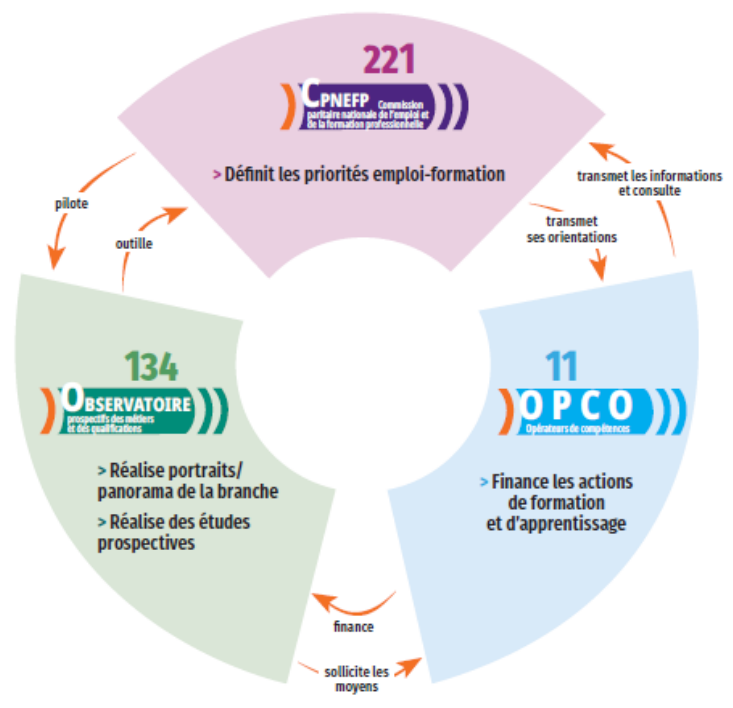 221
CPNEFP Commission
paritaire nationale de l'emploi et
de la formation professionnelle
> Définit les priorités emploi-formation
transmet les informations
et consulte
pilote
outille
transmet
ses orientations
134
OBSERVATOIRE
prospectifs des métiers
et des qualifications
> Réalise portraits/
panorama de la branche
> Réalise des études
prospectives
11
OPCO
Opérateurs de compétences
> Finance les actions
de formation
et d'apprentissage
finance
sollicite les
moyens